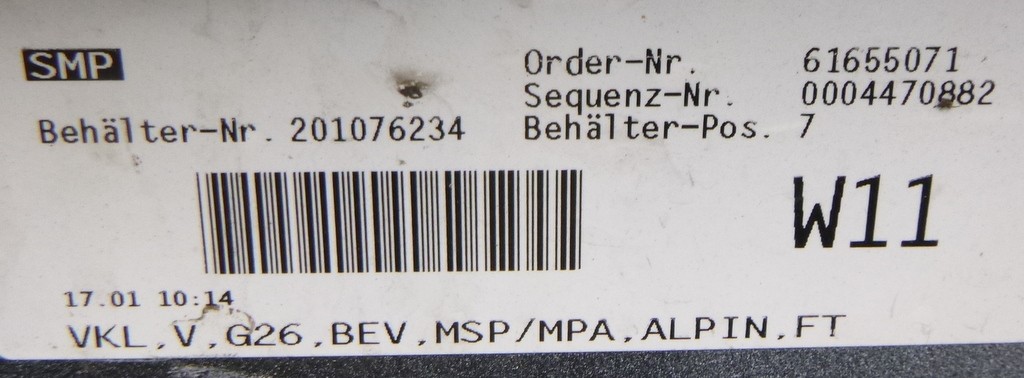 SMP
Order-Nr. 61655071
Sequenz-Nr. 0004470882
Behälter-Nr. 201076234
Behälter-Pos. 7
W11
17.01 10:14
VKL,V,G26,BEV,MSP/MPA,ALPIN,FT